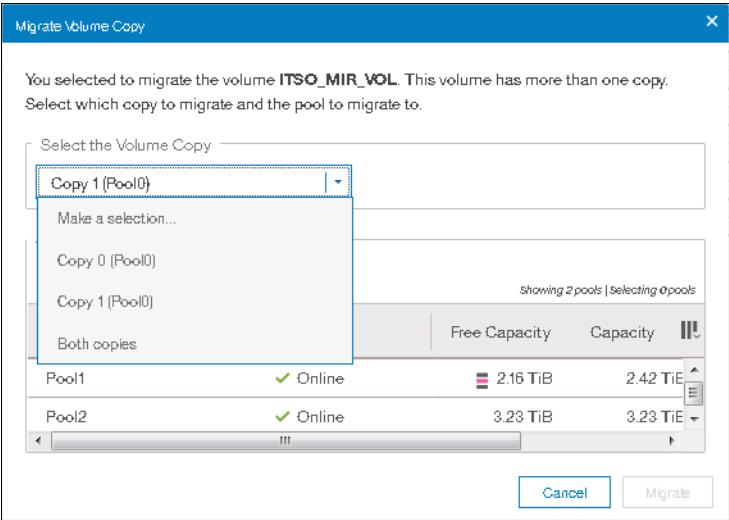 Migrate Volume Copy
You selected to migrate the volume ITSO_MIR_VOL. This volume has more than one copy.
Select which copy to migrate and the pool to migrate to.
Select the Volume Copy
Copy 1 (Pool0)
Make a selection...
Copy 0 (Pool0)
Copy 1 (Pool0)
Both copies
Showing 2 pools | Selecting 0 pools
Free Capacity Capacity
Pool1 Online 2.16 TiB 2.42 TiE
Pool2 Online 3.23 TiB 3.23 TiE
Cancel Migrate